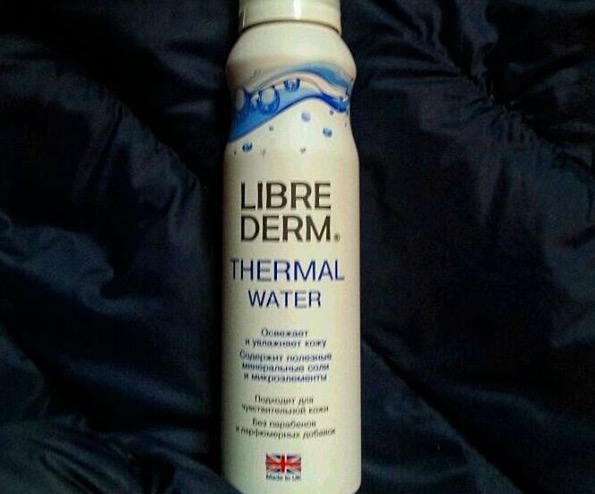 LIBRE
DERM®
THERMAL
WATER
Освежает
и увлажняет кожу
Содержит полезные
минеральные соли
и микроэлементы
Подходит для
чувствительной кожи
Без парабенов
и парфюмерных добавок
Made in UK